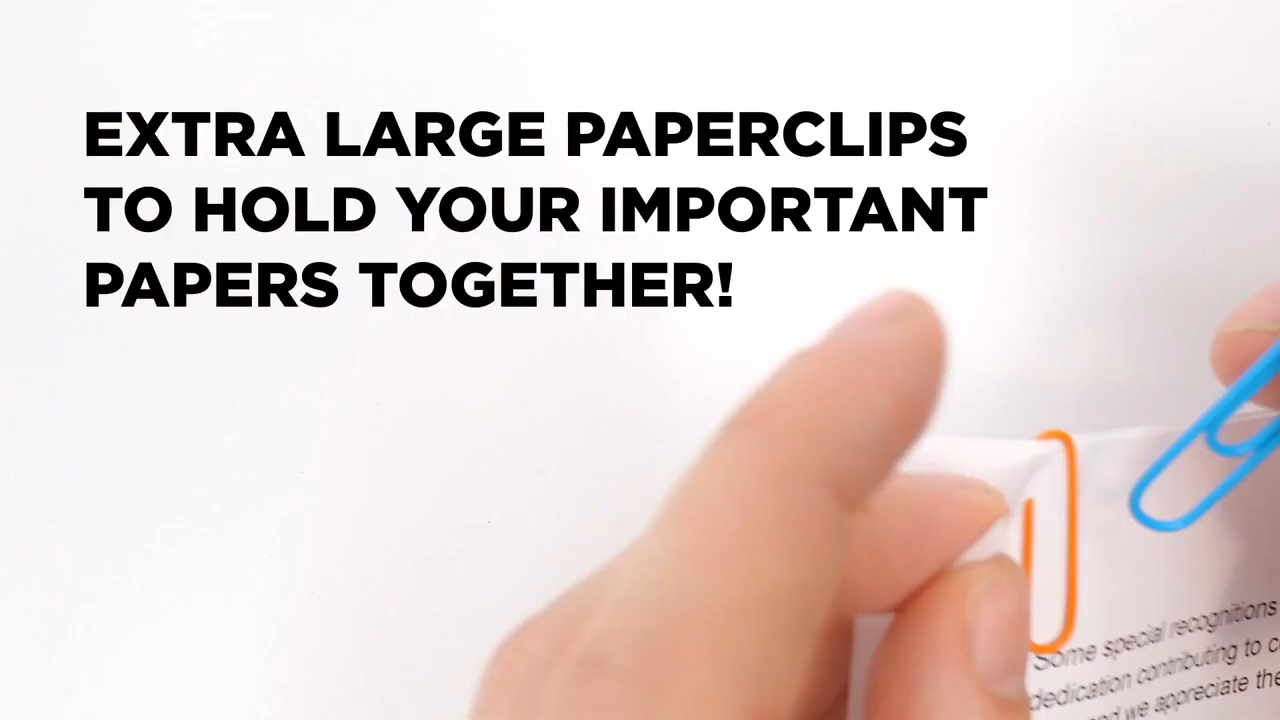 EXTRA LARGE PAPERCLIPS
TO HOLD YOUR IMPORTANT
PAPERS TOGETHER!
Some special recognitions
dedication contributing to
we appreciate the